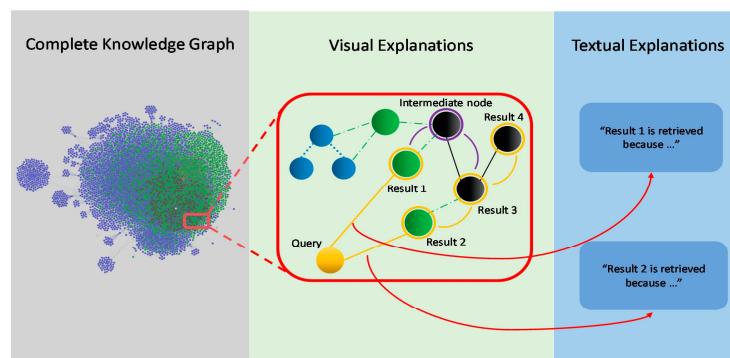 Complete Knowledge Graph
Visual Explanations
Textual Explanations
Intermediate node
Result 4
Result 1
Result 3
Result 2
Query
“Result 1 is retrieved
because ...”
“Result 2 is retrieved
because ...”